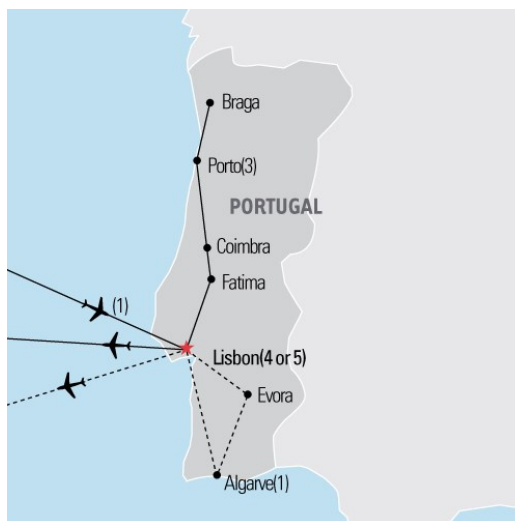 Braga
Porto(3)
PORTUGAL
Coimbra
Fatima
(1)
Lisbon(4 or 5)
Evora
Algarve(1)